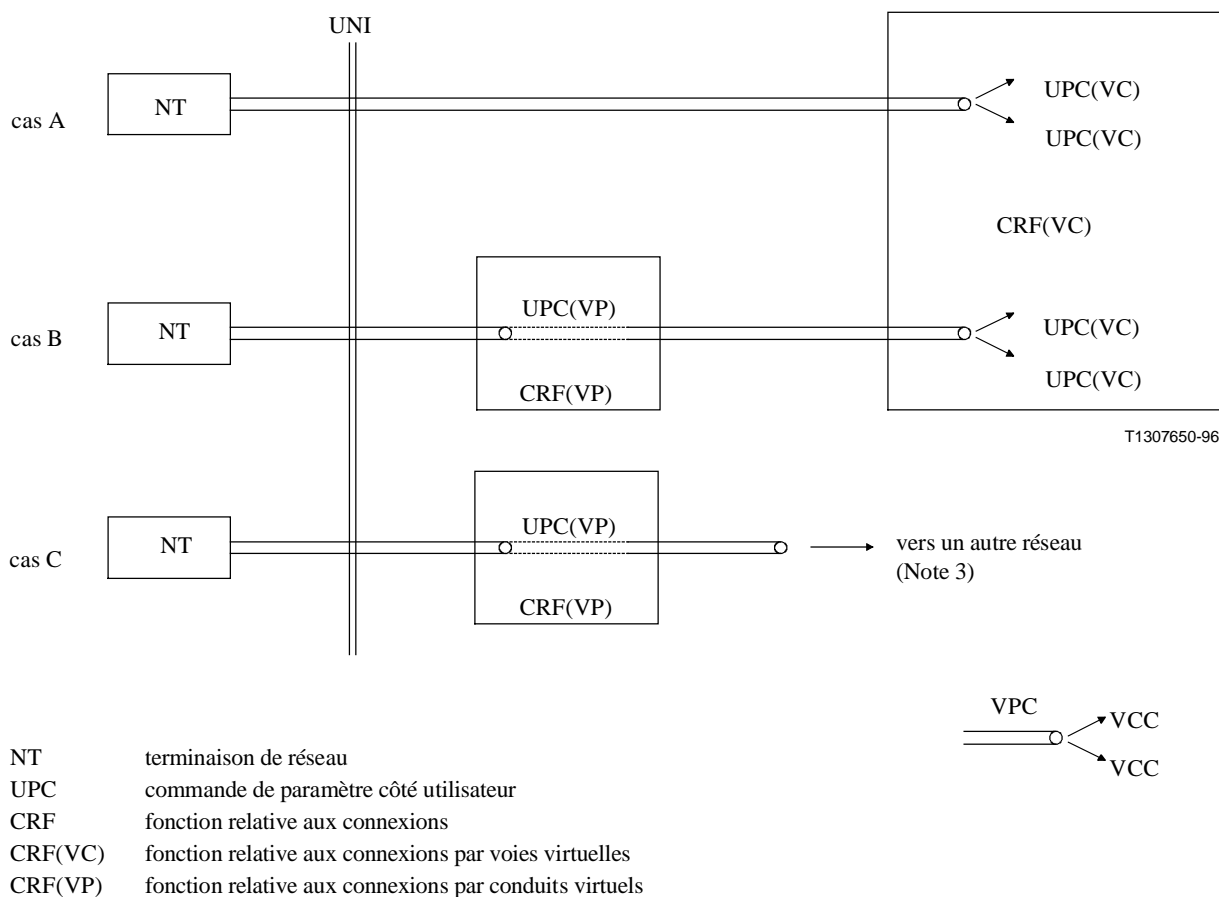 UNI
cas A
NT
UPC(VC)
UPC(VC)
CRF(VC)
cas B
NT
UPC(VP)
CRF(VP)
UPC(VC)
UPC(VC)
T1307650-96
cas C
NT
UPC(VP)
CRF(VP)
vers un autre réseau
(Note 3)
VPC
VCC
VCC
NT terminaison de réseau
UPC commande de paramètre côté utilisateur
CRF fonction relative aux connexions
CRF(VC) fonction relative aux connexions par voies virtuelles
CRF(VP) fonction relative aux connexions par conduits virtuels